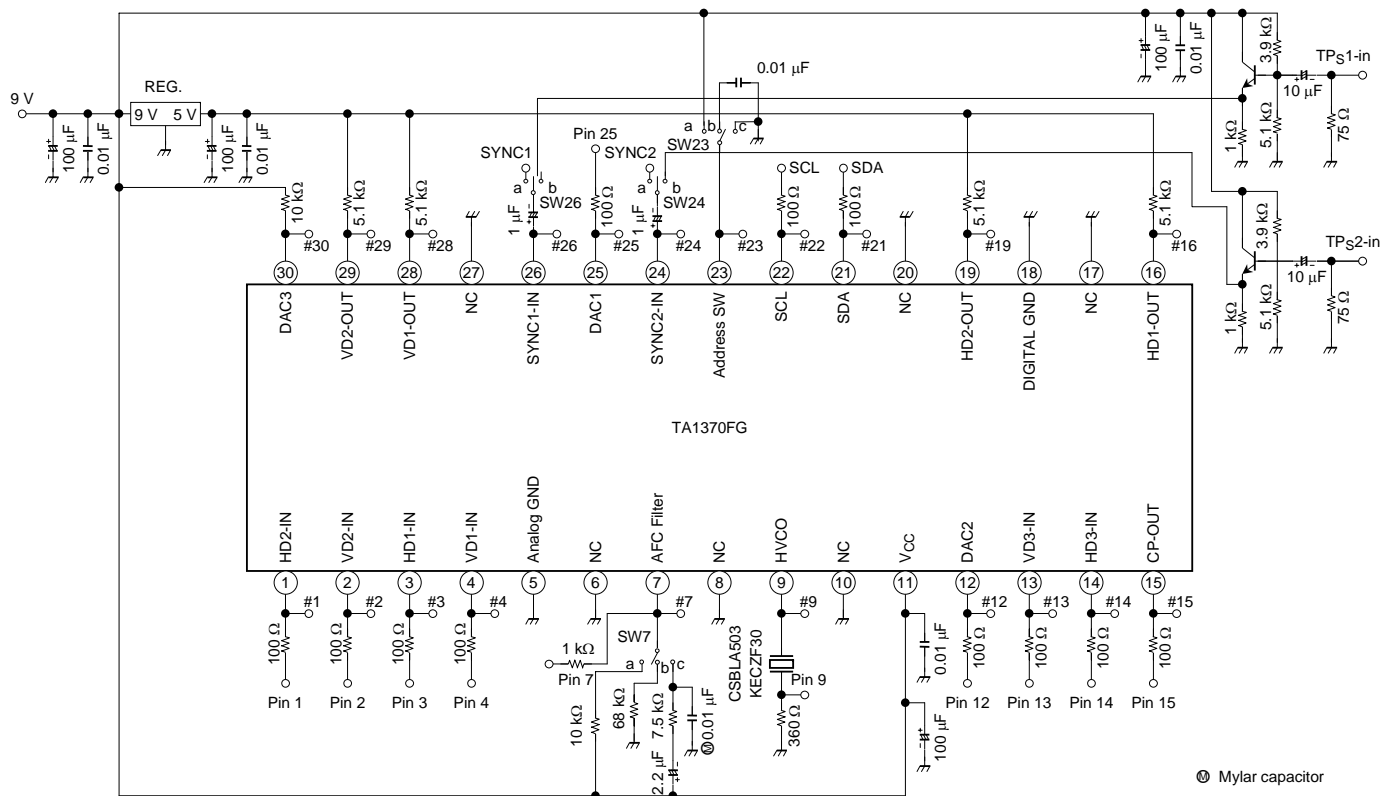 100 µF
0.01 µF
3.9 kΩ
TPS1-in
10 µF
1 kΩ
5.1 kΩ
75 Ω
9 V
REG.
9 V 5 V
100 µF
0.01 µF
100 µF
0.01 µF
0.01 µF
a b c
SW23
Pin 25
SYNC1
a b
SW26
SYNC2
a b
SW24
SCL
SDA
10 kΩ
5.1 kΩ
5.1 kΩ
1 µF
100 Ω
1 µF
100 Ω
100 Ω
5.1 kΩ
5.1 kΩ
3.9 kΩ
TPS2-in
10 µF
1 kΩ
5.1 kΩ
75 Ω
#30 #29 #28 #26 #25 #24 #23 #22 #21 #19 #16
30 29 28 27 26 25 24 23 22 21 20 19 18 17 16
DAC3
VD2-OUT
VD1-OUT
NC
SYNC1-IN
DAC1
SYNC2-IN
Address SW
SCL
SDA
NC
HD2-OUT
DIGITAL GND
NC
HD1-OUT
TA1370FG
HD2-IN
VD2-IN
HD1-IN
VD1-IN
Analog GND
NC
AFC Filter
NC
HVCO
NC
VCC
DAC2
VD3-IN
HD3-IN
CP-OUT
1 2 3 4 5 6 7 8 9 10 11 12 13 14 15
#1 #2 #3 #4 #7 #9 #12 #13 #14 #15
100 Ω
100 Ω
100 Ω
100 Ω
Pin 1
Pin 2
Pin 3
Pin 4
1 kΩ
Pin 7
SW7
a b c
10 kΩ
68 kΩ
7.5 kΩ
Ⓜ 0.01 µF
2.2 µF
CSBLA503
KECZF30
Pin 9
360 Ω
0.01 µF
100 µF
100 Ω
100 Ω
100 Ω
100 Ω
Pin 12
Pin 13
Pin 14
Pin 15
Ⓜ Mylar capacitor